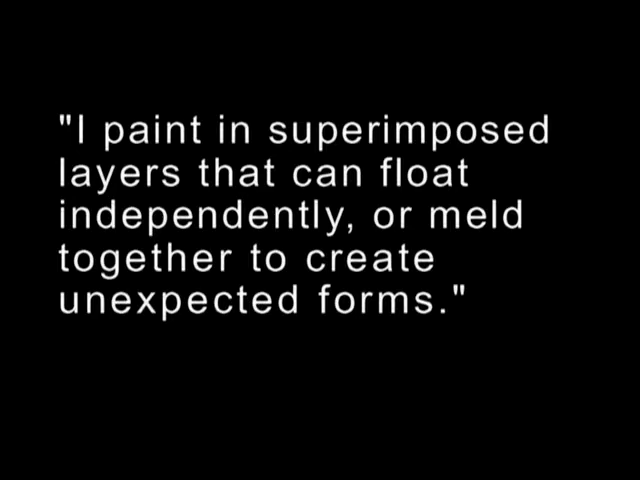 "I paint in superimposed
layers that can float
independently, or meld
together to create
unexpected forms."